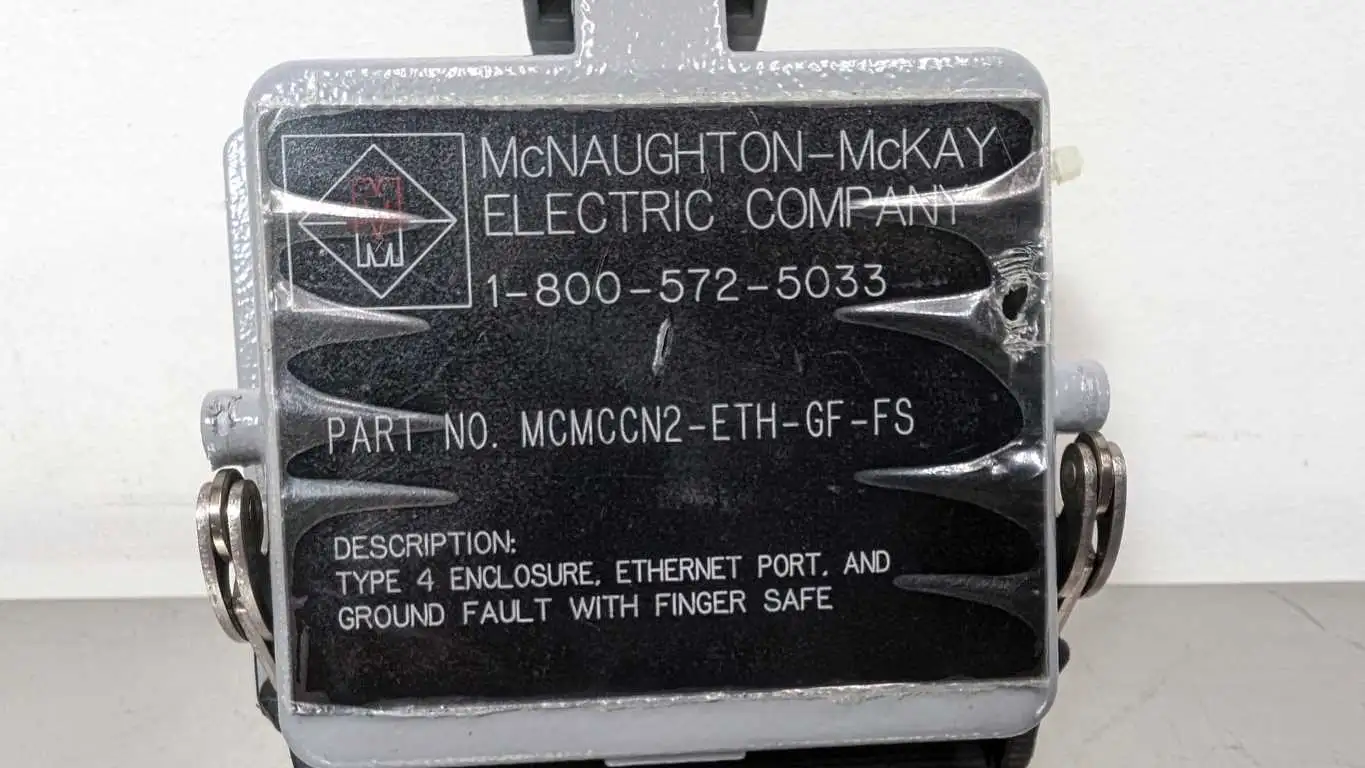 McNAUGHTON-McKAY
ELECTRIC COMPANY
1-800-572-5033
PART NO. MCMCCN2-ETH-GF-FS
DESCRIPTION:
TYPE 4 ENCLOSURE, ETHERNET PORT, AND
GROUND FAULT WITH FINGER SAFE